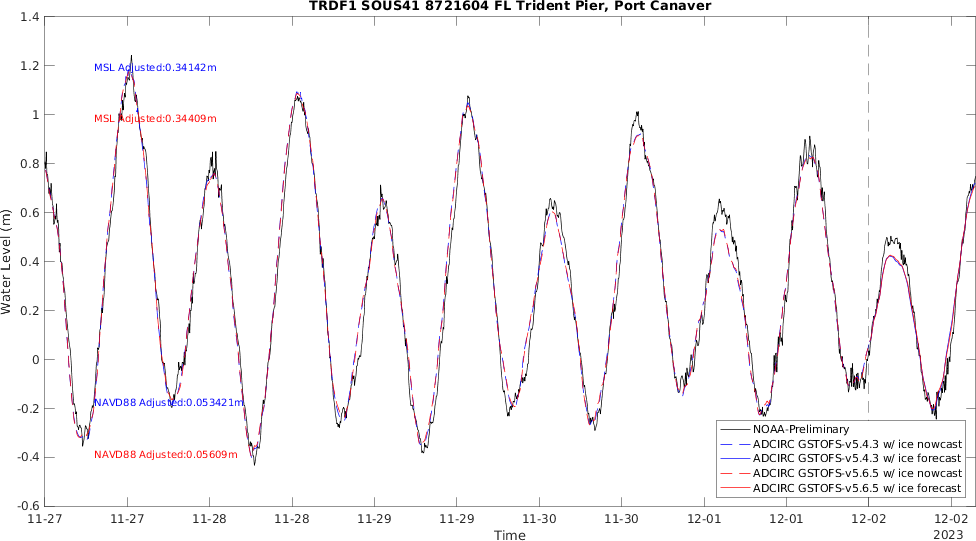 TRDF1 SOUS41 8721604 FL Trident Pier, Port Canaver
1.4
1.2
1
0.8
0.6
0.4
0.2
0
-0.2
-0.4
-0.6
Water Level (m)
MSL Adjusted:0.34142m
MSL Adjusted:0.34409m
NAVD88 Adjusted:0.053421m
NAVD88 Adjusted:0.05609m
NOAA-Preliminary
ADCIRC GSTOFS-v5.4.3 w/ ice nowcast
ADCIRC GSTOFS-v5.4.3 w/ ice forecast
ADCIRC GSTOFS-v5.6.5 w/ ice nowcast
ADCIRC GSTOFS-v5.6.5 w/ ice forecast
11-27 11-27 11-28 11-28 11-29 11-29 11-30 11-30 12-01 12-01 12-02 12-02
2023
Time